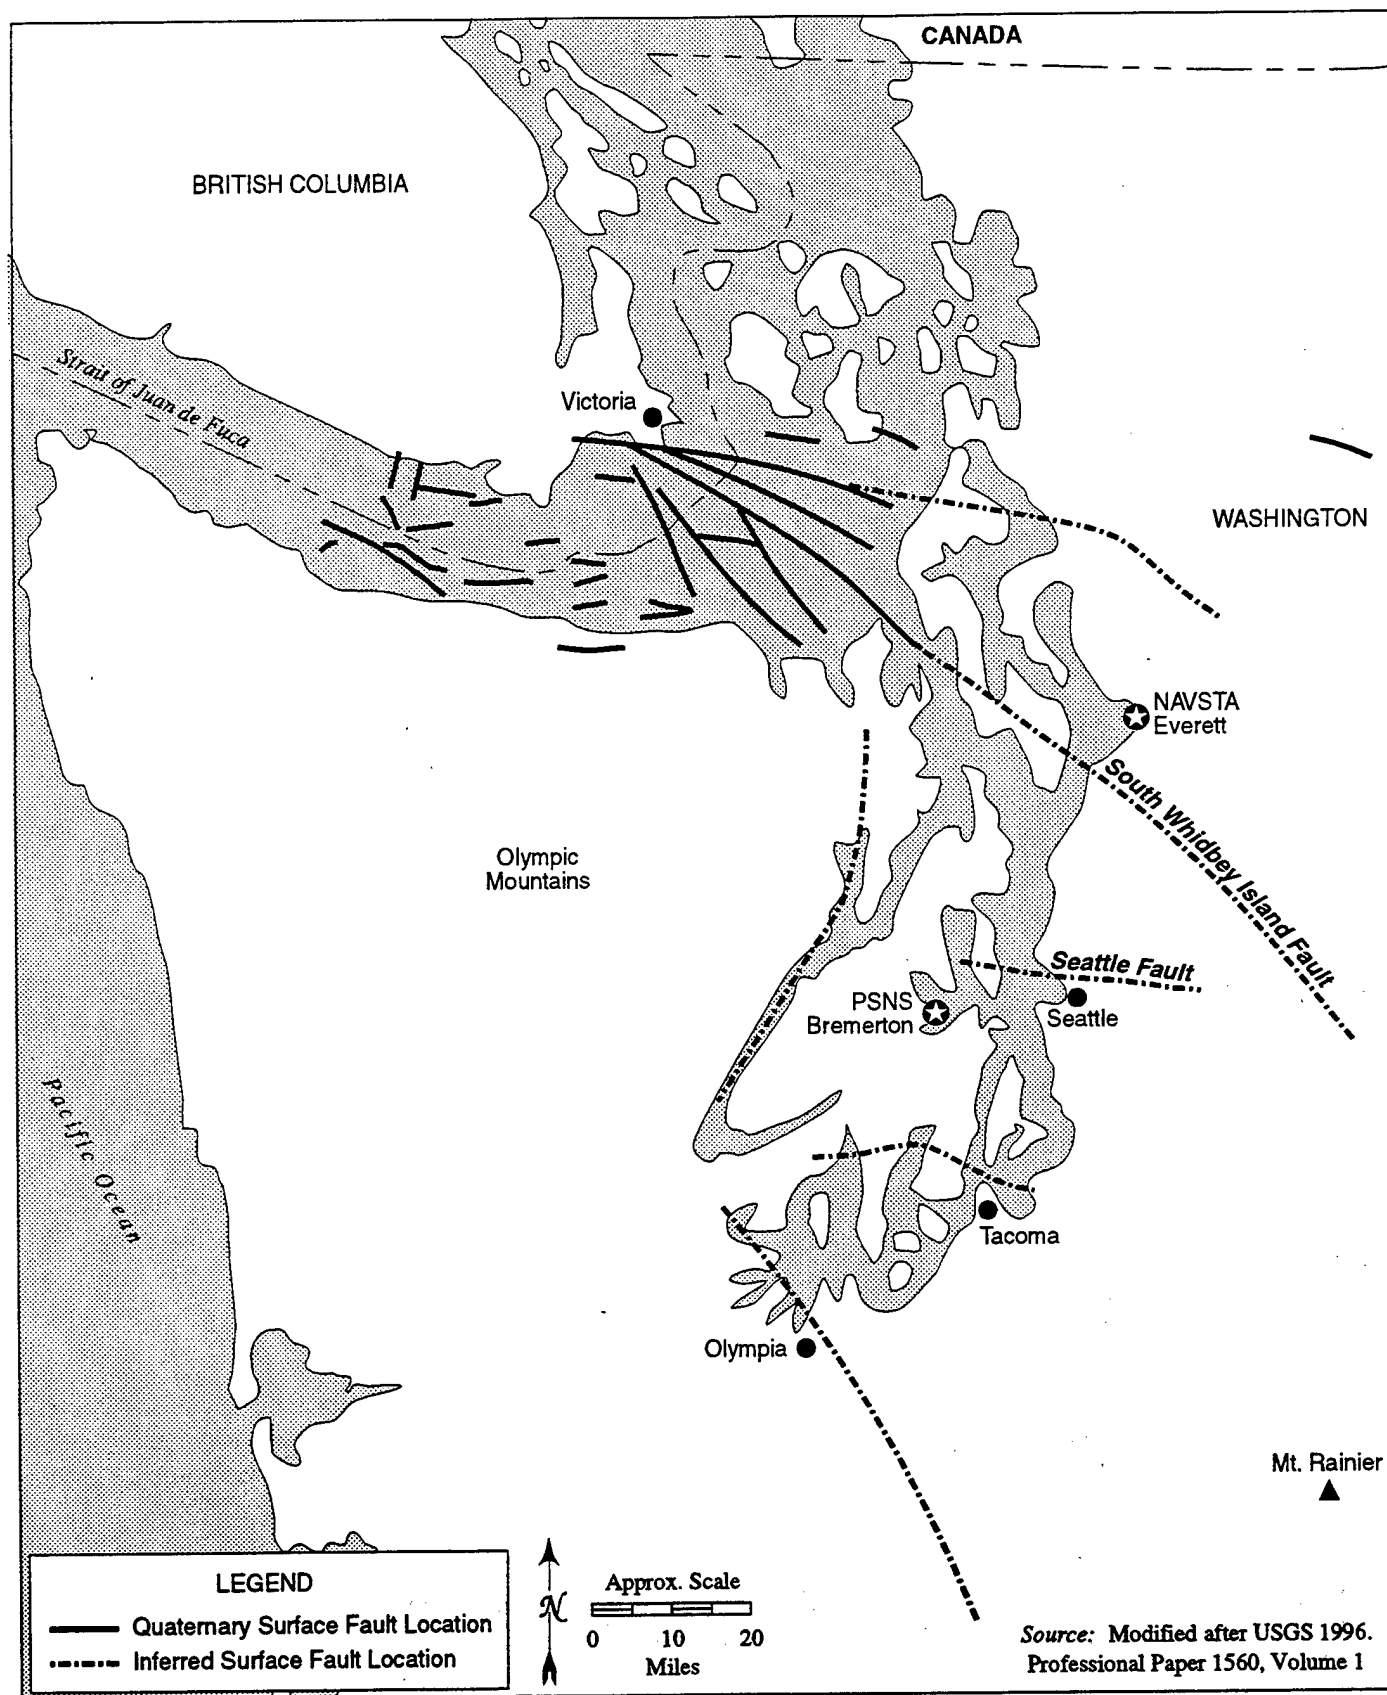 CANADA
BRITISH COLUMBIA
Strait of Juan de Fuca
Victoria
WASHINGTON
NAVSTA
Everett
South Whidbey Island Fault
Olympic
Mountains
Seattle Fault
PSNS
Bremerton
Seattle
Pacific Ocean
Tacoma
Olympia
Mt. Rainier
LEGEND
Quaternary Surface Fault Location
Inferred Surface Fault Location
N
Approx. Scale
0 10 20
Miles
Source: Modified after USGS 1996.
Professional Paper 1560, Volume 1